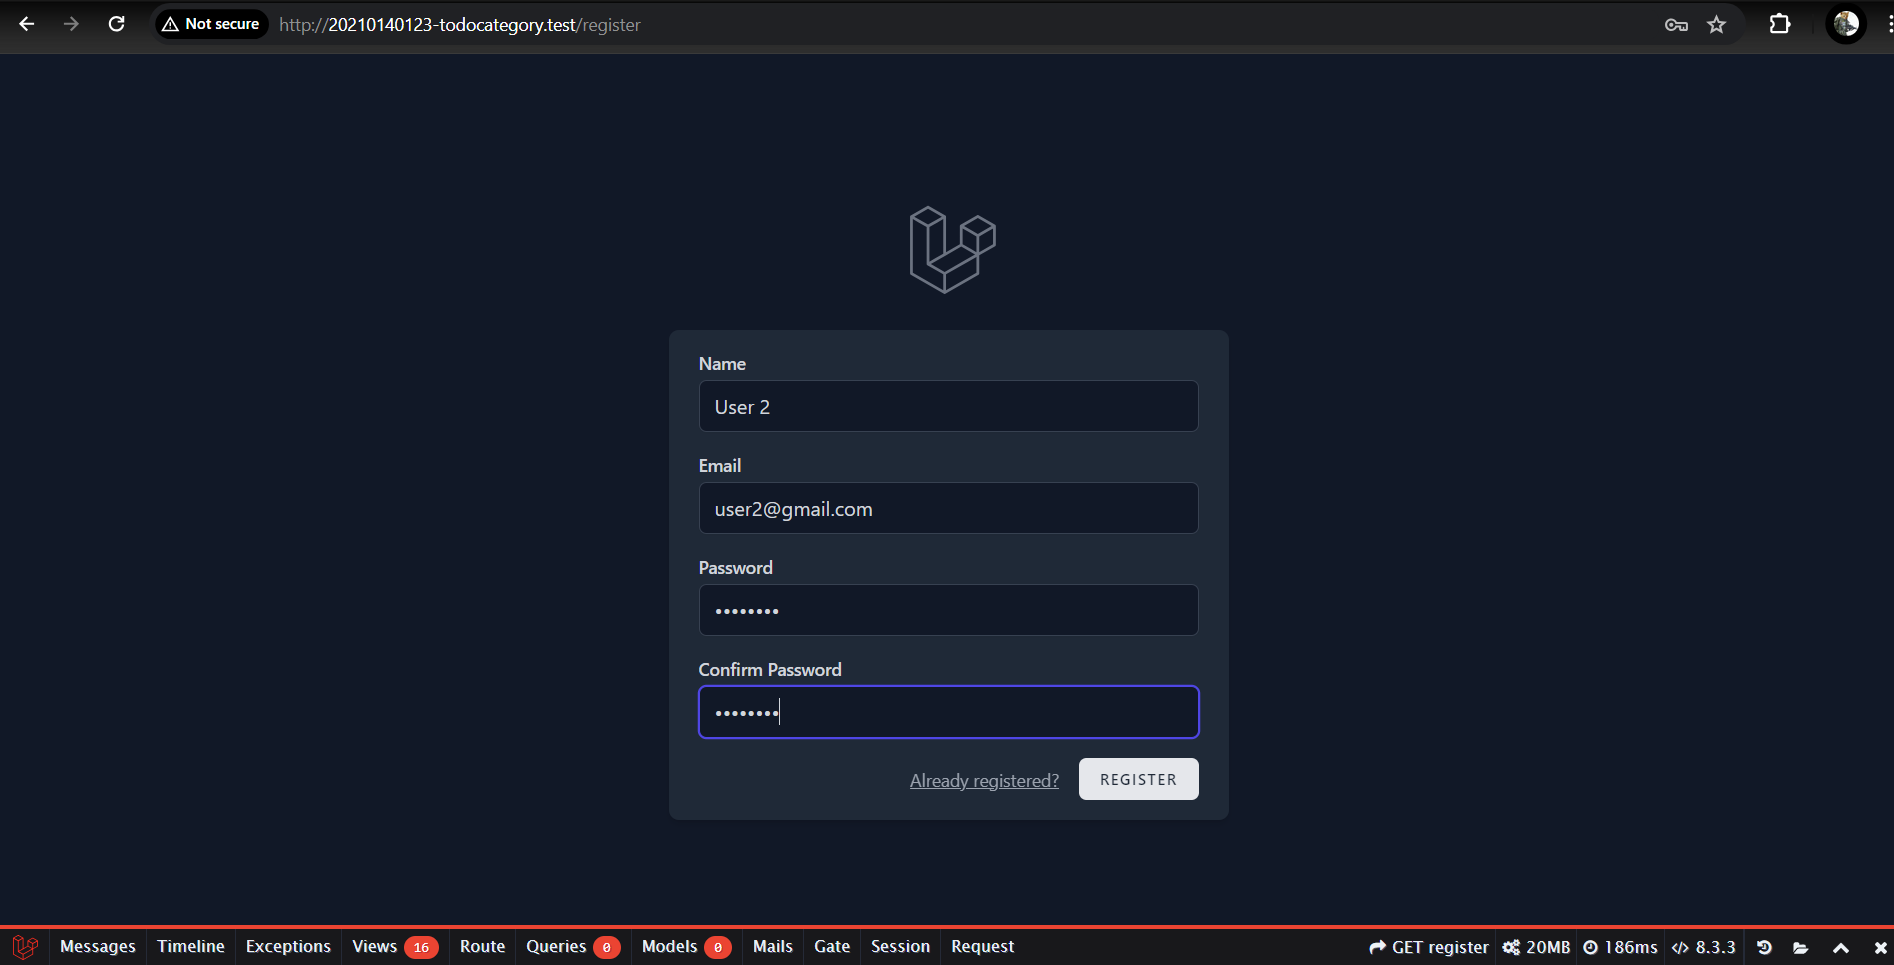 Not secure http://20210140123-todocategory.test/register
Name
User 2
Email
user2@gmail.com
Password
••••••••
Confirm Password
••••••••
Already registered? REGISTER
Messages Timeline Exceptions Views 16 Route Queries 0 Models 0 Mails Gate Session Request GET register 20MB 186ms 8.3.3